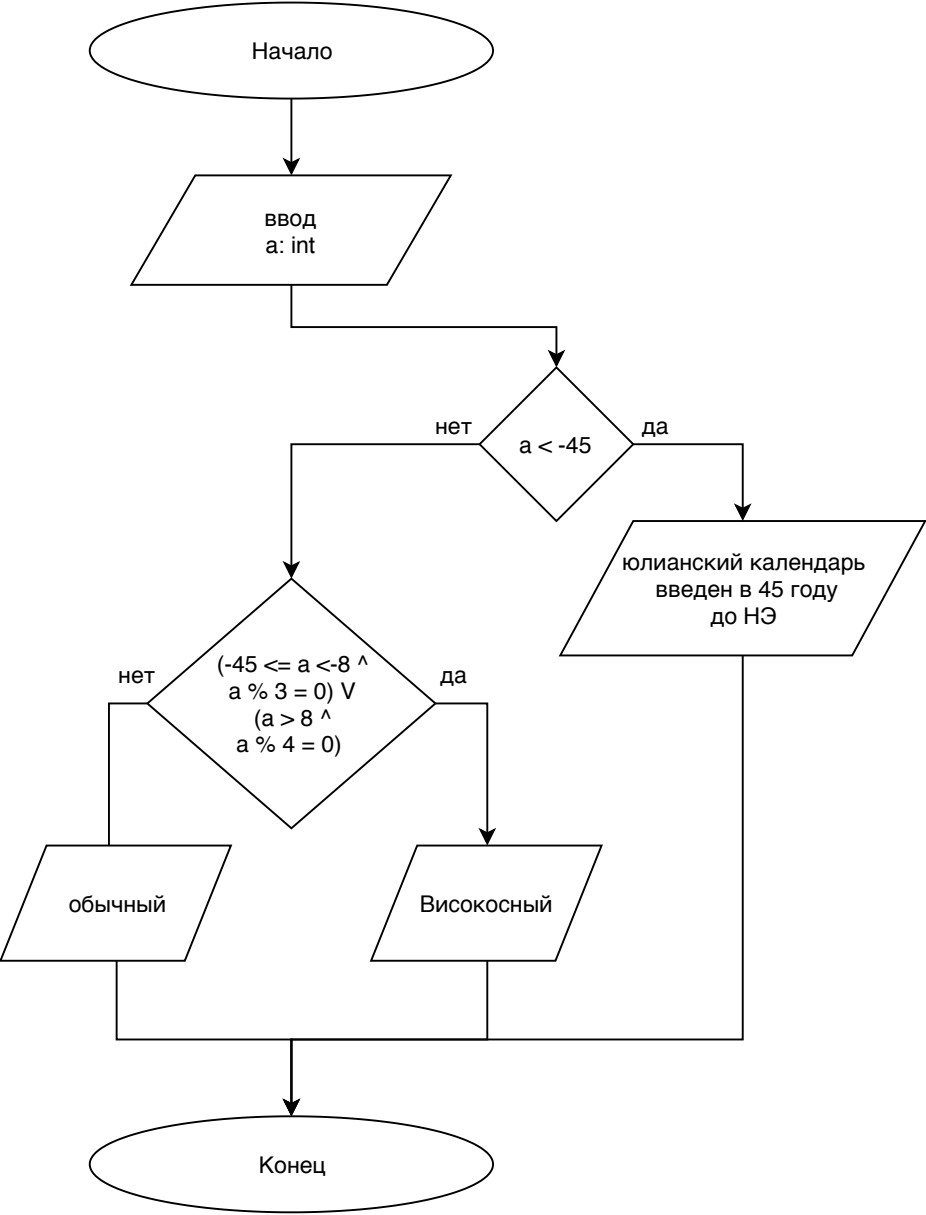 Начало
ввод
a: int
нет
да
a < -45
юлианский календарь
введен в 45 году
до НЭ
нет
да
(-45 <= a <-8 ^
a % 3 = 0) V
(a > 8 ^
a % 4 = 0)
обычный
Високосный
Конец